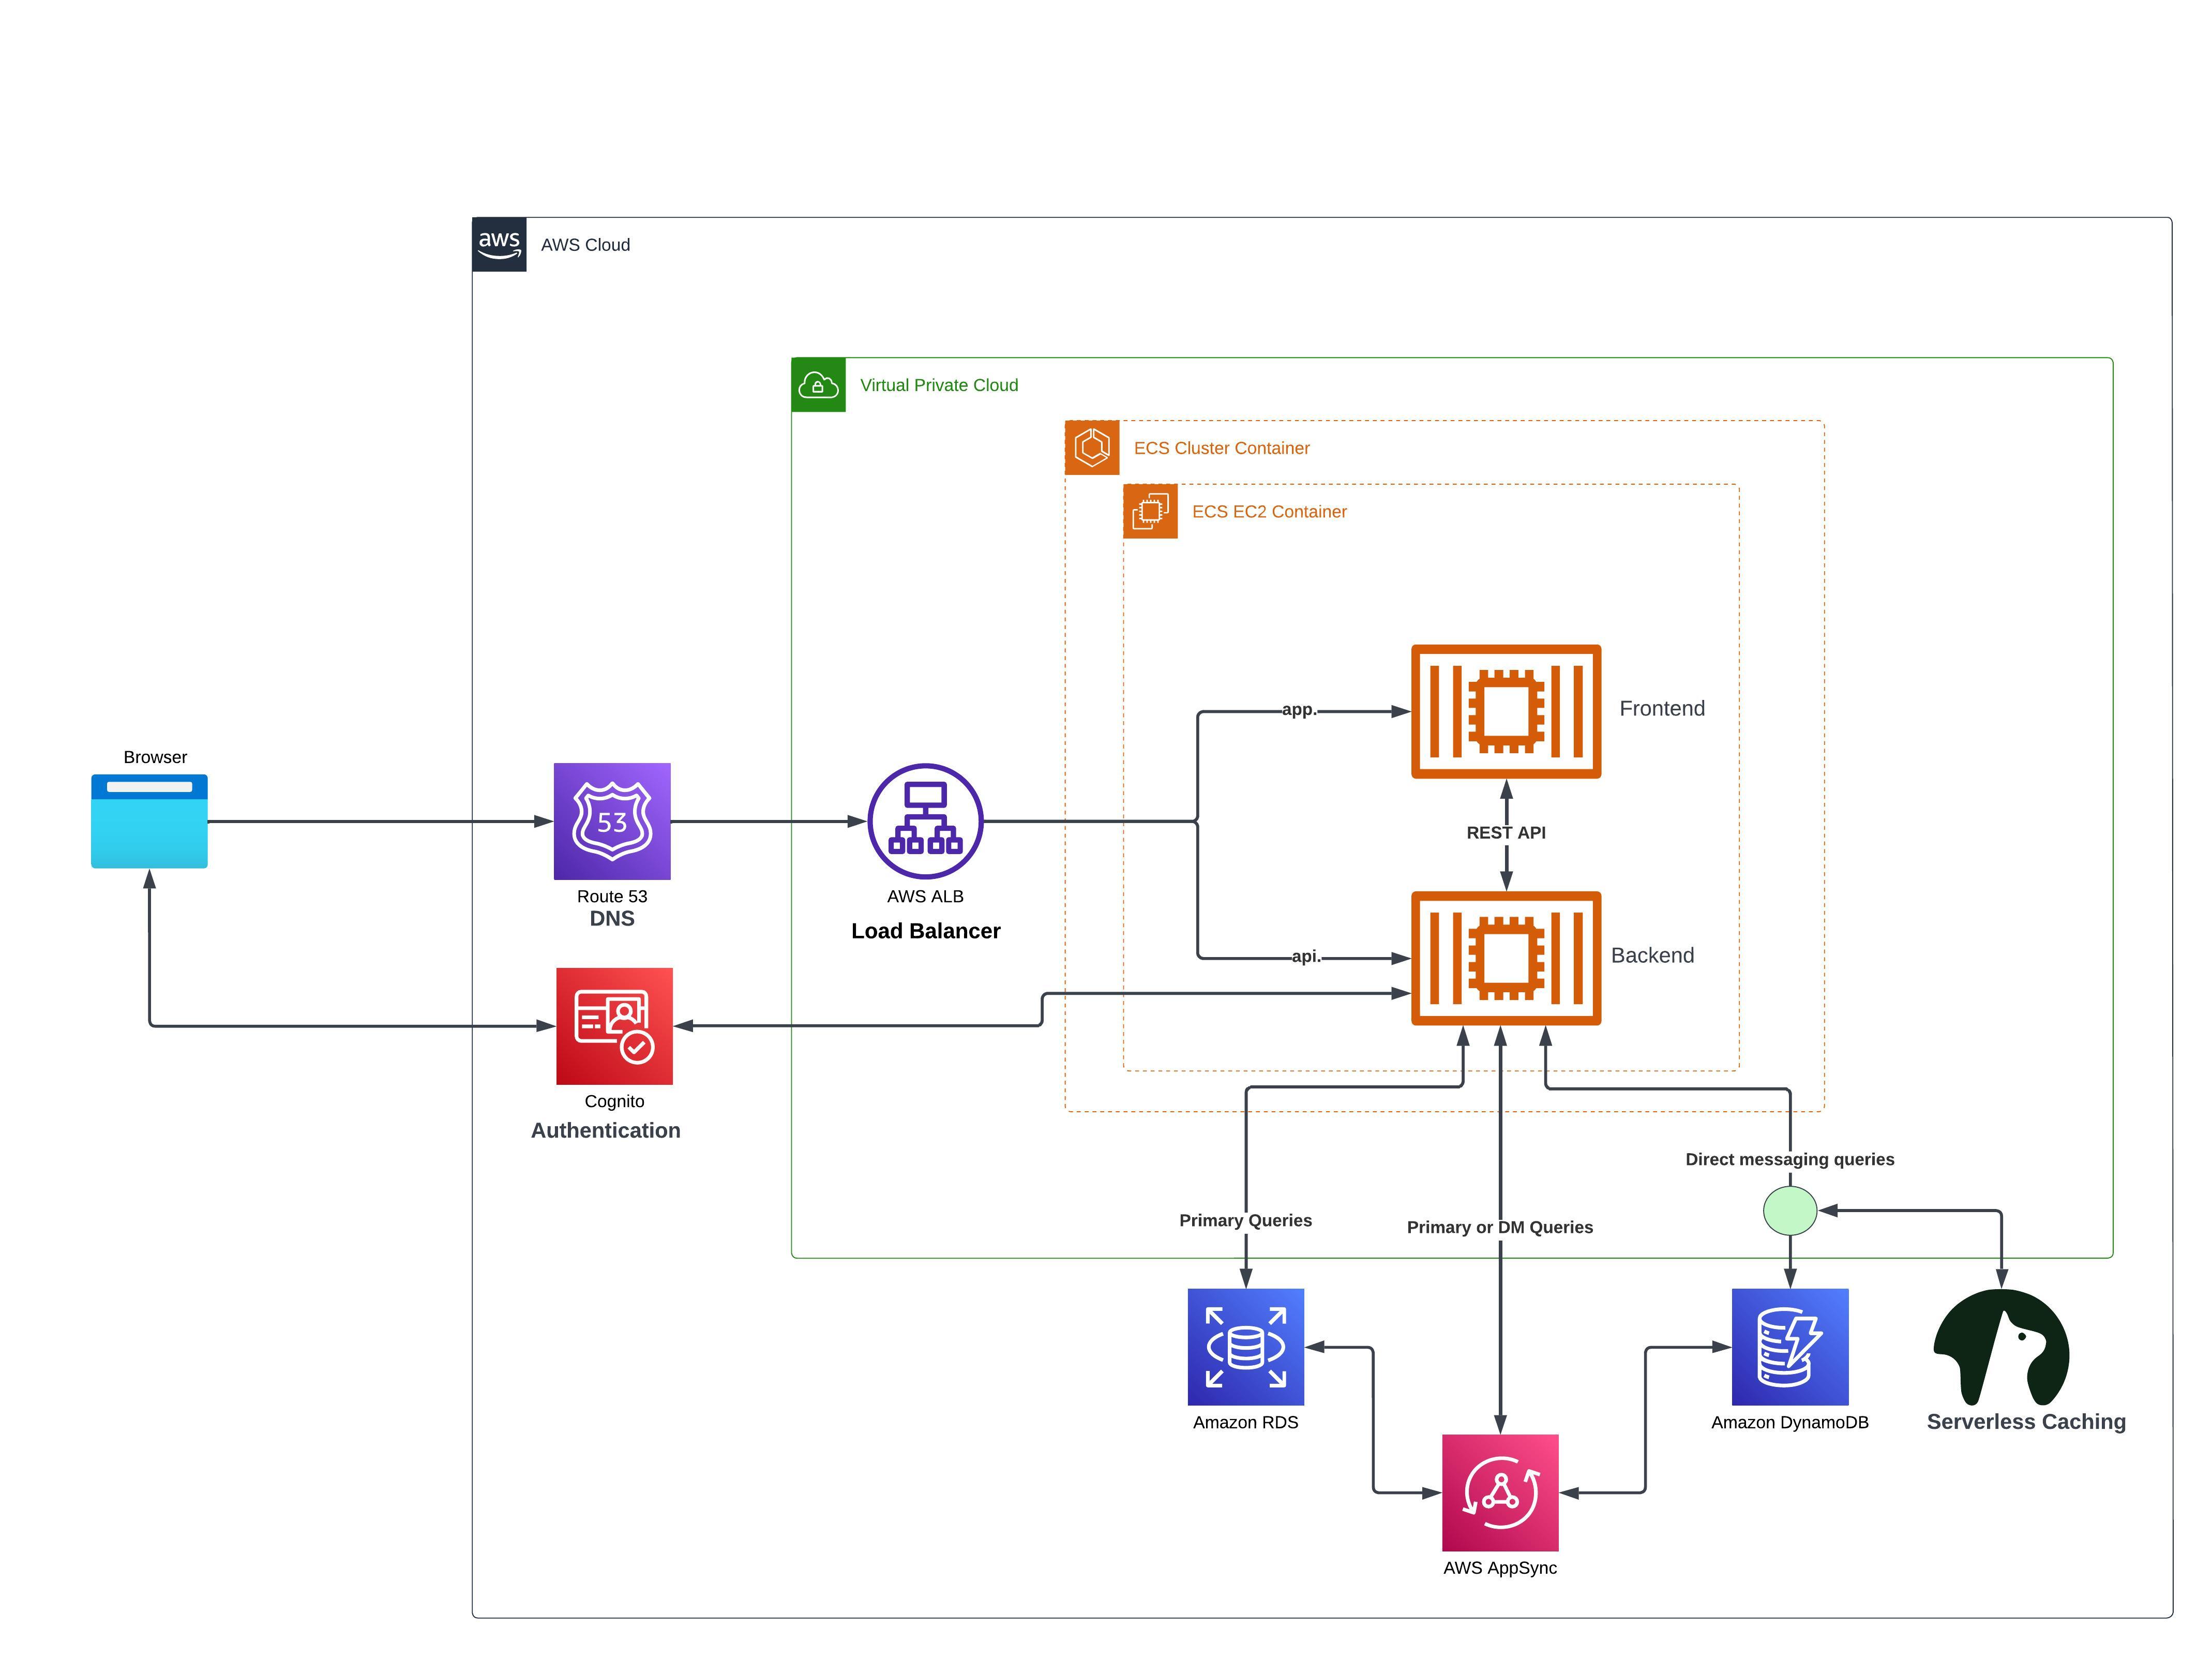 aws
AWS Cloud
Virtual Private Cloud
ECS Cluster Container
ECS EC2 Container
app.
Frontend
Browser
53
REST API
Route 53
DNS
AWS ALB
Load Balancer
api.
Backend
Cognito
Authentication
Direct messaging queries
Primary Queries
Primary or DM Queries
Amazon RDS
Amazon DynamoDB
Serverless Caching
AWS AppSync